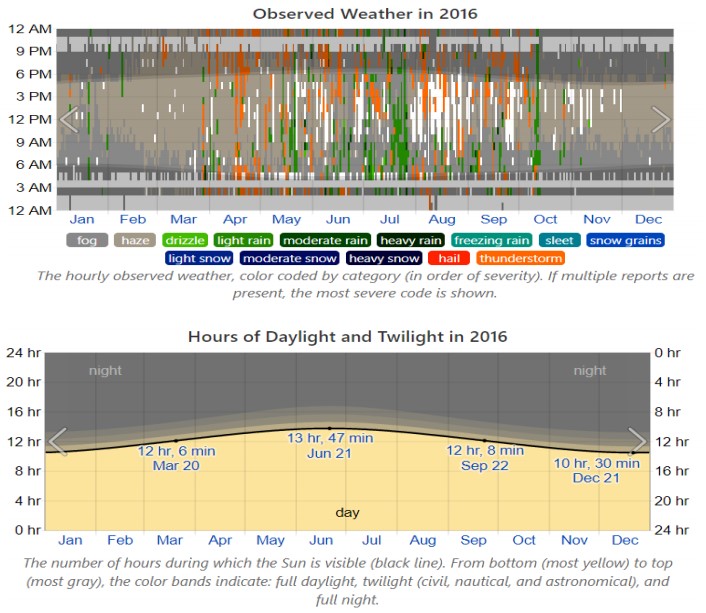 Observed Weather in 2016
12 AM
9 PM
6 PM
3 PM
12 PM
9 AM
6 AM
3 AM
12 AM
Jan Feb Mar Apr May Jun Jul Aug Sep Oct Nov Dec
fog haze drizzle light rain moderate rain heavy rain freezing rain sleet snow grains
light snow moderate snow heavy snow hail thunderstorm
The hourly observed weather, color coded by category (in order of severity). If multiple reports are
present, the most severe code is shown.
Hours of Daylight and Twilight in 2016
24 hr 0 hr
night night
20 hr 4 hr
16 hr 8 hr
12 hr 12 hr
13 hr, 47 min
Jun 21
12 hr, 6 min
Mar 20
12 hr, 8 min
Sep 22
10 hr, 30 min
Dec 21
8 hr 16 hr
4 hr 20 hr
day
0 hr 24 hr
Jan Feb Mar Apr May Jun Jul Aug Sep Oct Nov Dec
The number of hours during which the Sun is visible (black line). From bottom (most yellow) to top
(most gray), the color bands indicate: full daylight, twilight (civil, nautical, and astronomical), and
full night.